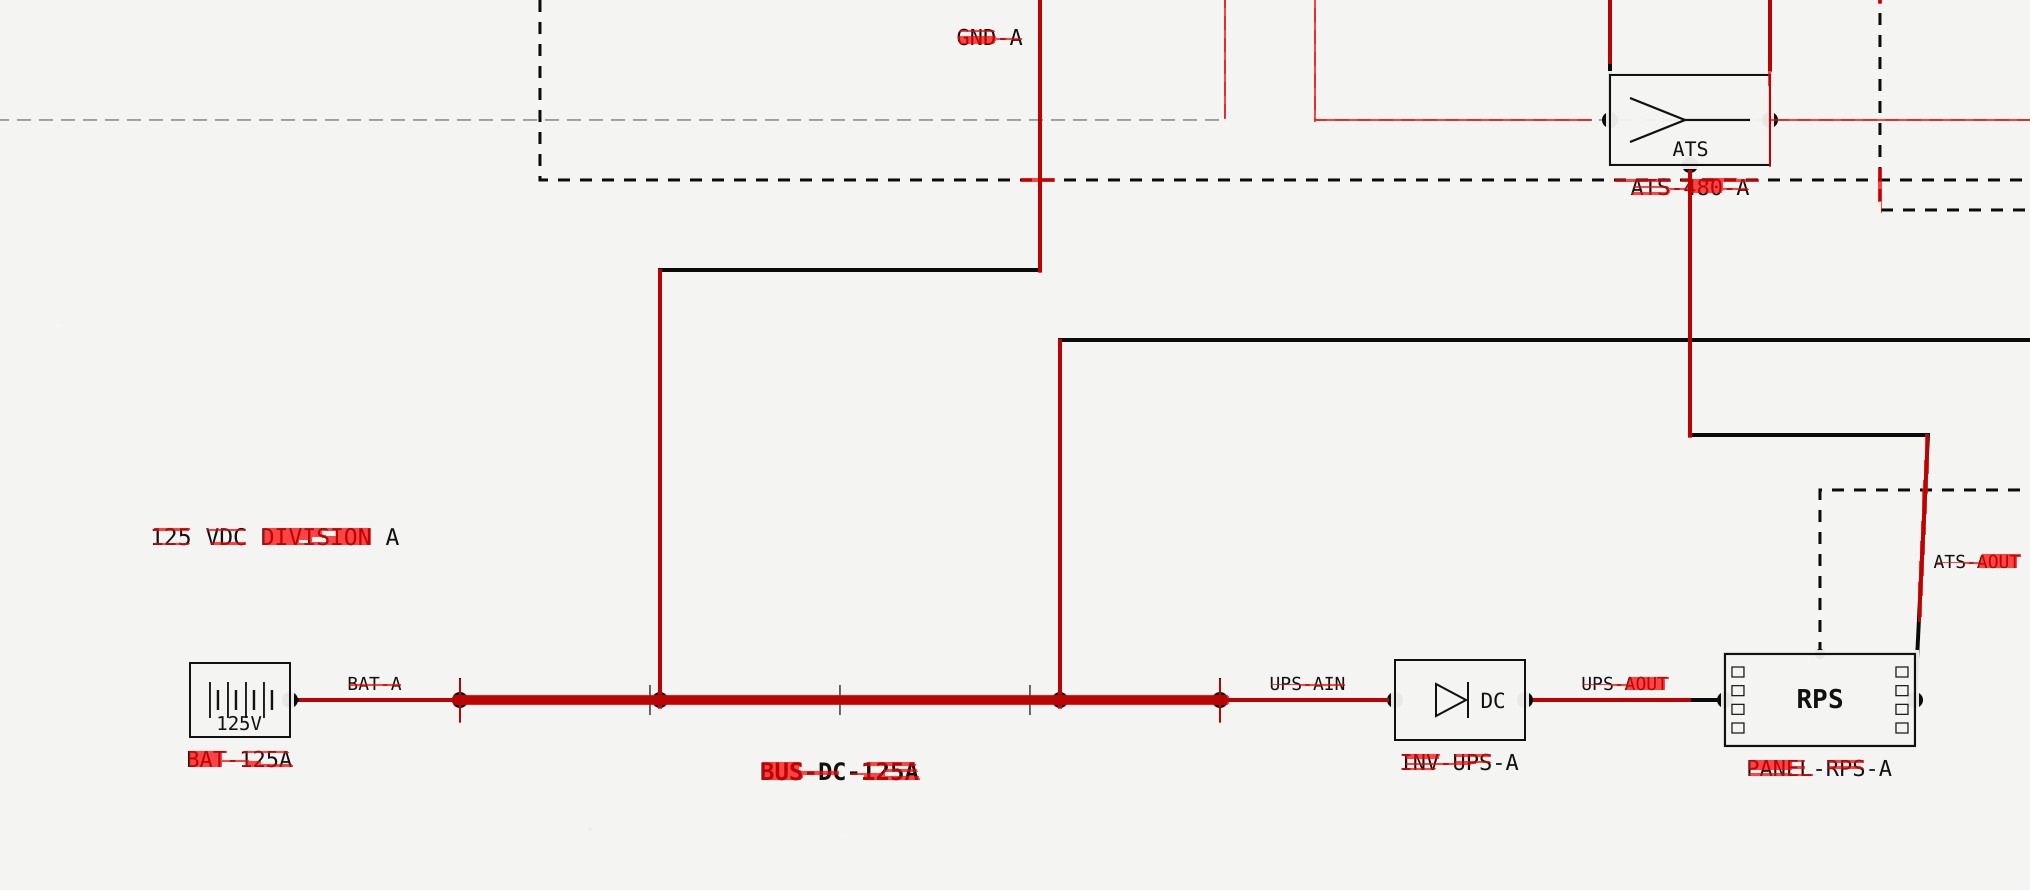 GND-A
ATS
ATS-480-A
125 VDC DIVISION A
ATS-AOUT
BAT-A
UPS-AIN
UPS-AOUT
125V
DC
RPS
BAT-125A
BUS-DC-125A
INV-UPS-A
PANEL-RPS-A